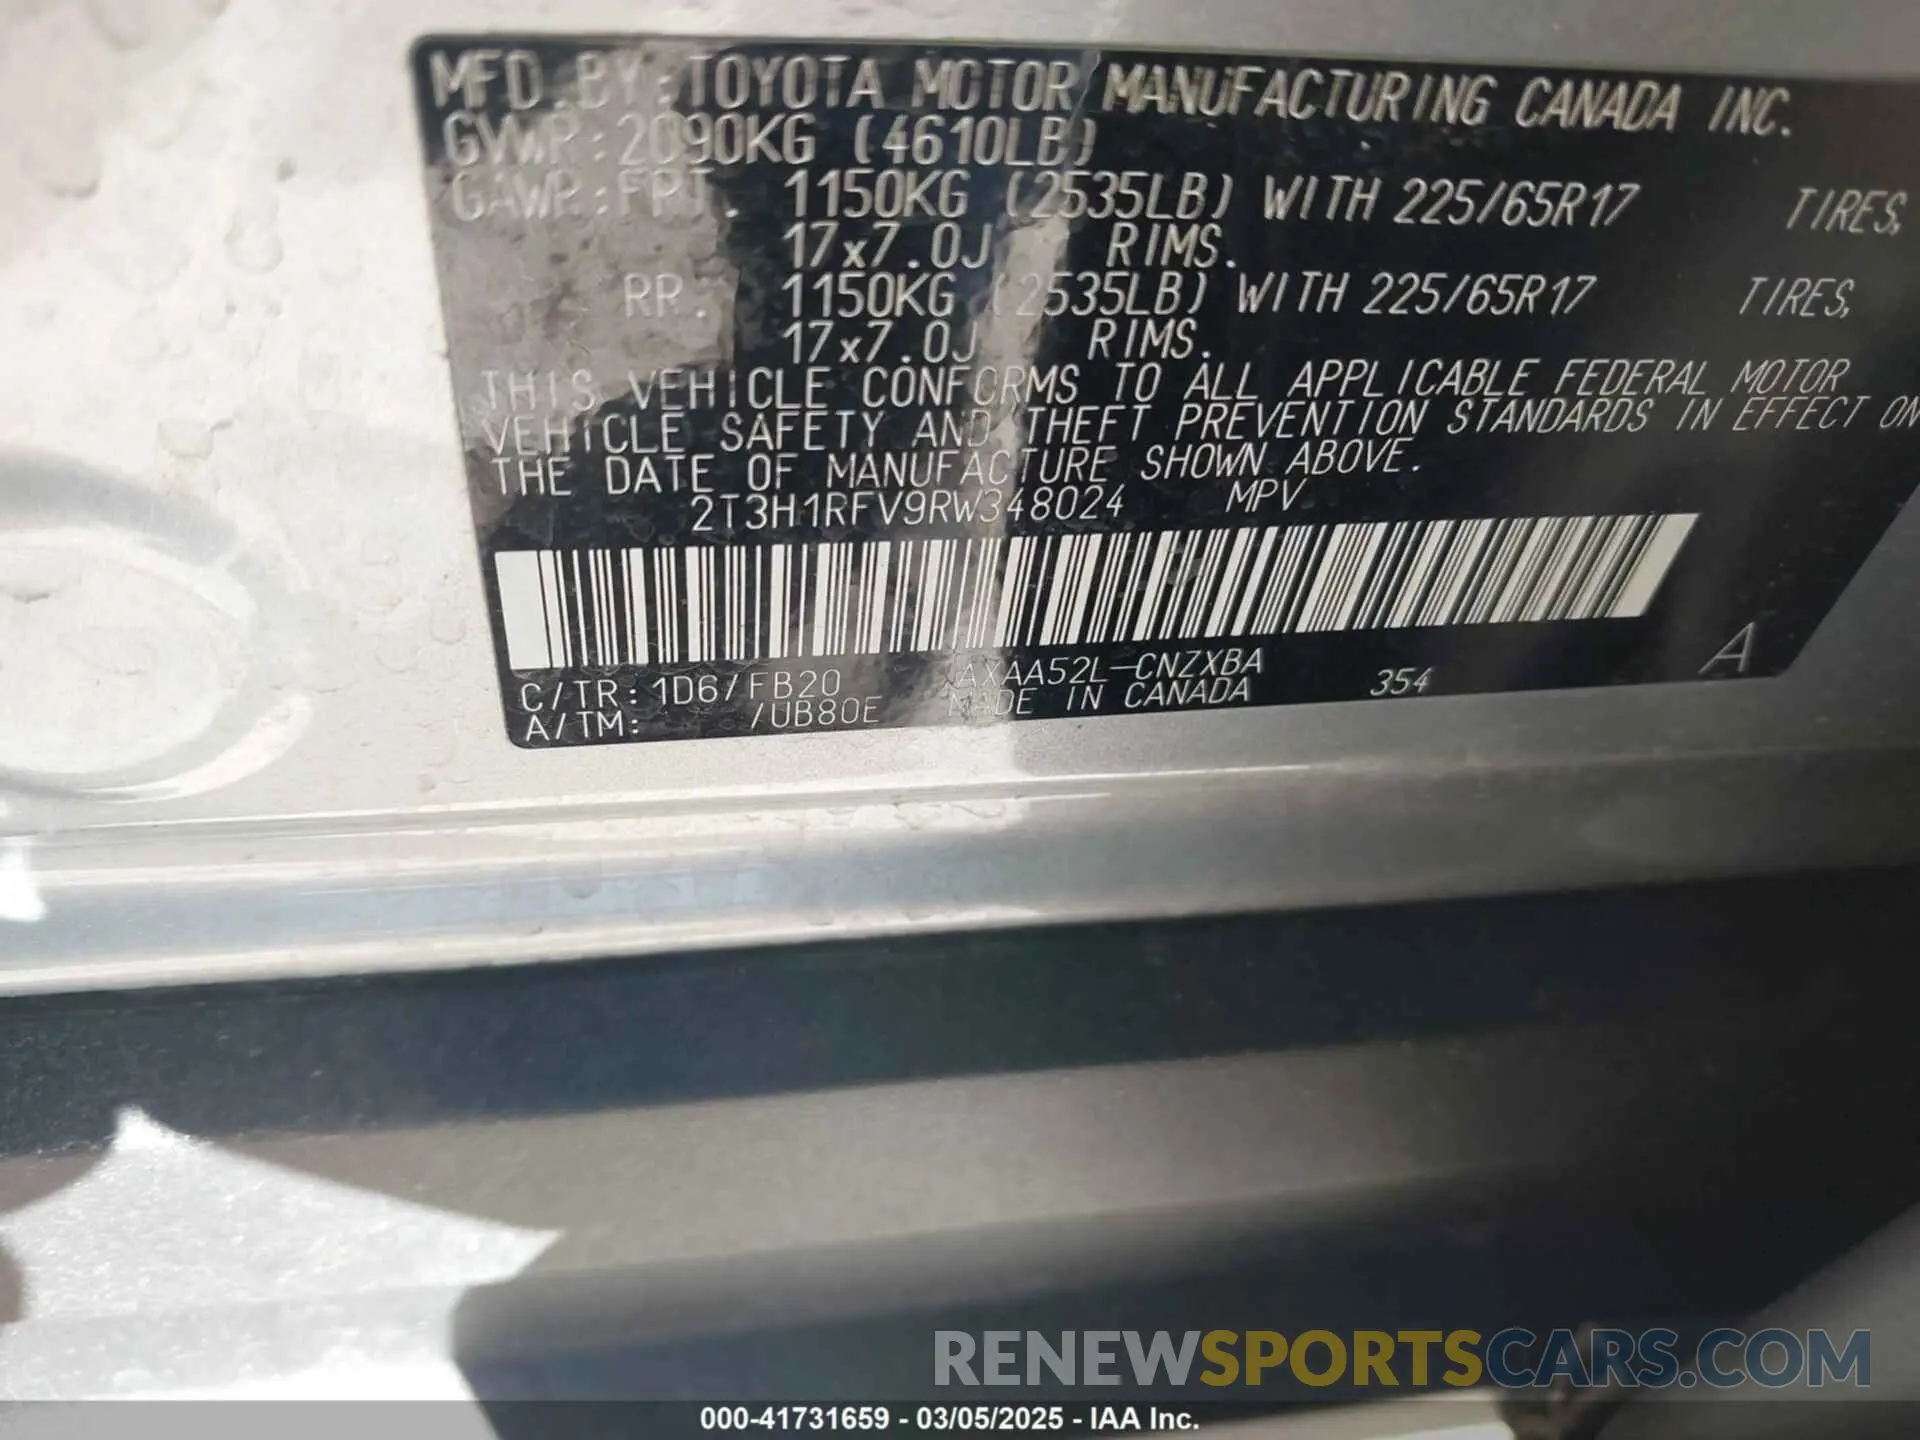 MFD.BY:TOYOTA MOTOR MANUFACTURING CANADA INC.
GVWR:2090KG (4610LB)
GAWR:FRT. 1150KG (2535LB) WITH 225/65R17 TIRES,
17x7.0J RIMS.
RR. 1150KG (2535LB) WITH 225/65R17 TIRES,
17x7.0J RIMS.
THIS VEHICLE CONFORMS TO ALL APPLICABLE FEDERAL MOTOR
VEHICLE SAFETY AND THEFT PREVENTION STANDARDS IN EFFECT ON
THE DATE OF MANUFACTURE SHOWN ABOVE.
2T3H1RFV9RW348024 MPV
C/TR:1D6/FB20 AXAA52L-CNZXBA 354 A
A/TM: /UB80E MADE IN CANADA
RENEWSPORTSCARS.COM
000-41731659 - 03/05/2025 - IAA Inc.